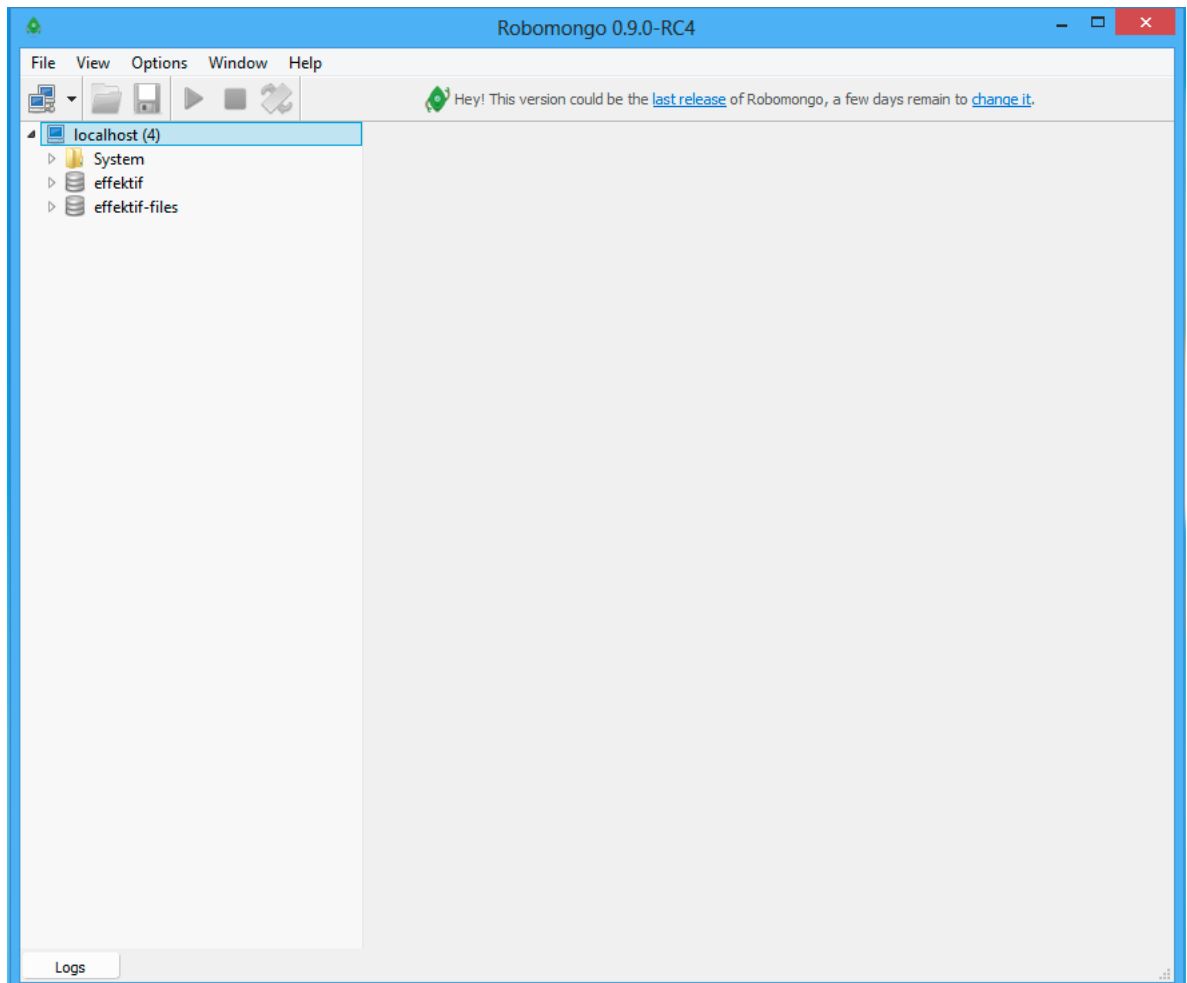 Robomongo 0.9.0-RC4
File View Options Window Help
Hey! This version could be the last release of Robomongo, a few days remain to change it.
localhost (4)
System
effektif
effektif-files
Logs